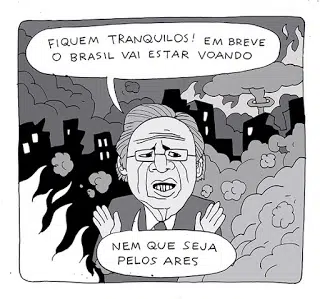 FIQUEM TRANQUILOS! EM BREVE
O BRASIL VAI ESTAR VOANDO
NEM QUE SEJA
PELOS ARES